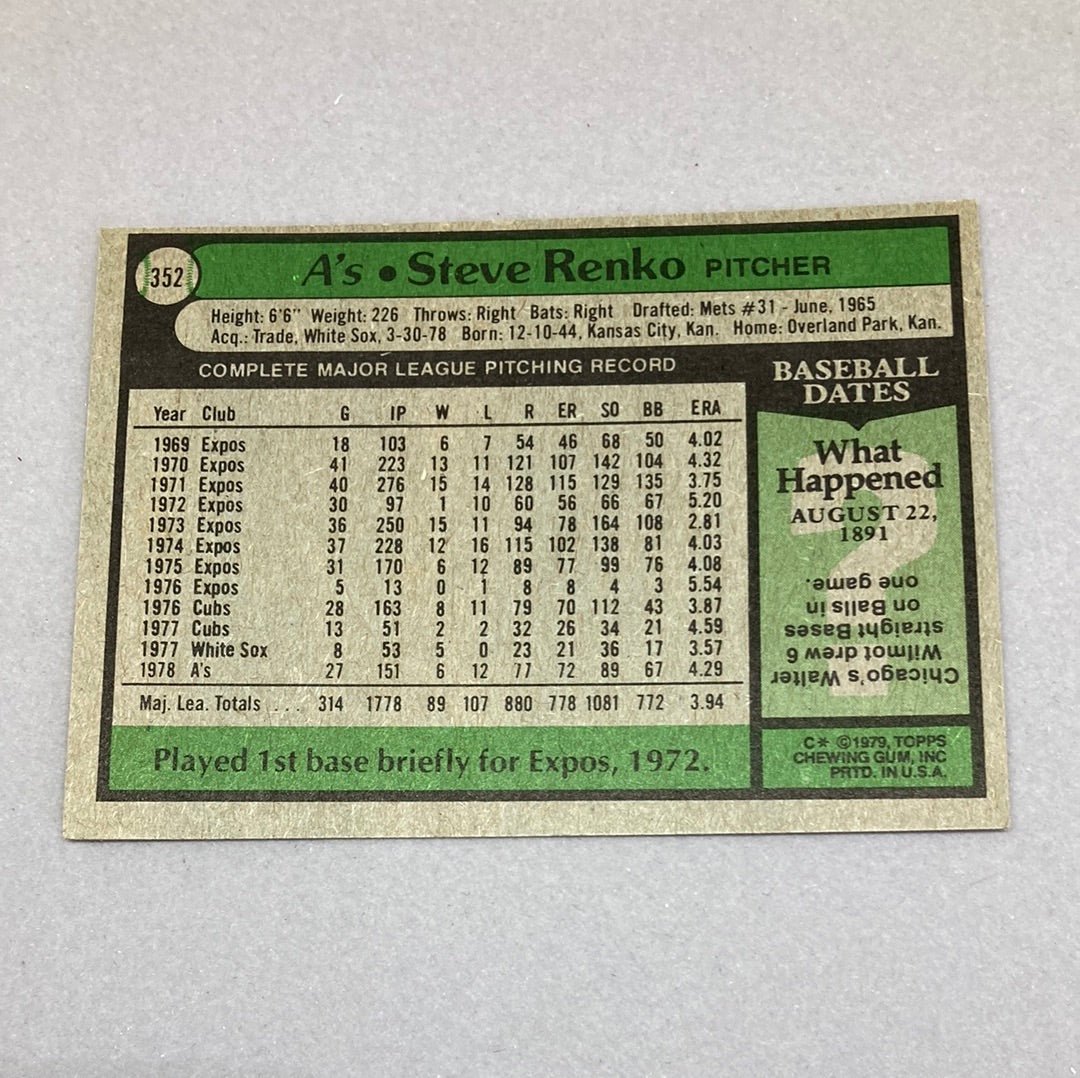 352
A's • Steve Renko PITCHER
Height: 6'6" Weight: 226 Throws: Right Bats: Right Drafted: Mets #31 - June, 1965
Acq.: Trade, White Sox, 3-30-78 Born: 12-10-44, Kansas City, Kan. Home: Overland Park, Kan.
COMPLETE MAJOR LEAGUE PITCHING RECORD
Year Club G IP W L R ER SO BB ERA
1969 Expos 18 103 6 7 54 46 68 50 4.02
1970 Expos 41 223 13 11 121 107 142 104 4.32
1971 Expos 40 276 15 14 128 115 129 135 3.75
1972 Expos 30 97 1 10 60 56 66 67 5.20
1973 Expos 36 250 15 11 94 78 164 108 2.81
1974 Expos 37 228 12 16 115 102 138 81 4.03
1975 Expos 31 170 6 12 89 77 99 76 4.08
1976 Expos 5 13 0 1 8 8 4 3 5.54
1976 Cubs 28 163 8 11 79 70 112 43 3.87
1977 Cubs 13 51 2 2 32 26 34 21 4.59
1977 White Sox 8 53 5 0 23 21 36 17 3.57
1978 A's 27 151 6 12 77 72 89 67 4.29
Maj. Lea. Totals . . . 314 1778 89 107 880 778 1081 772 3.94
Played 1st base briefly for Expos, 1972.
BASEBALL
DATES
What
Happened
AUGUST 22,
1891
?
Chicago's Walter
Wilmot drew 6
straight Bases
on Balls in
one game.
C* ©1979, TOPPS
CHEWING GUM, INC
PRTD. IN U.S.A.